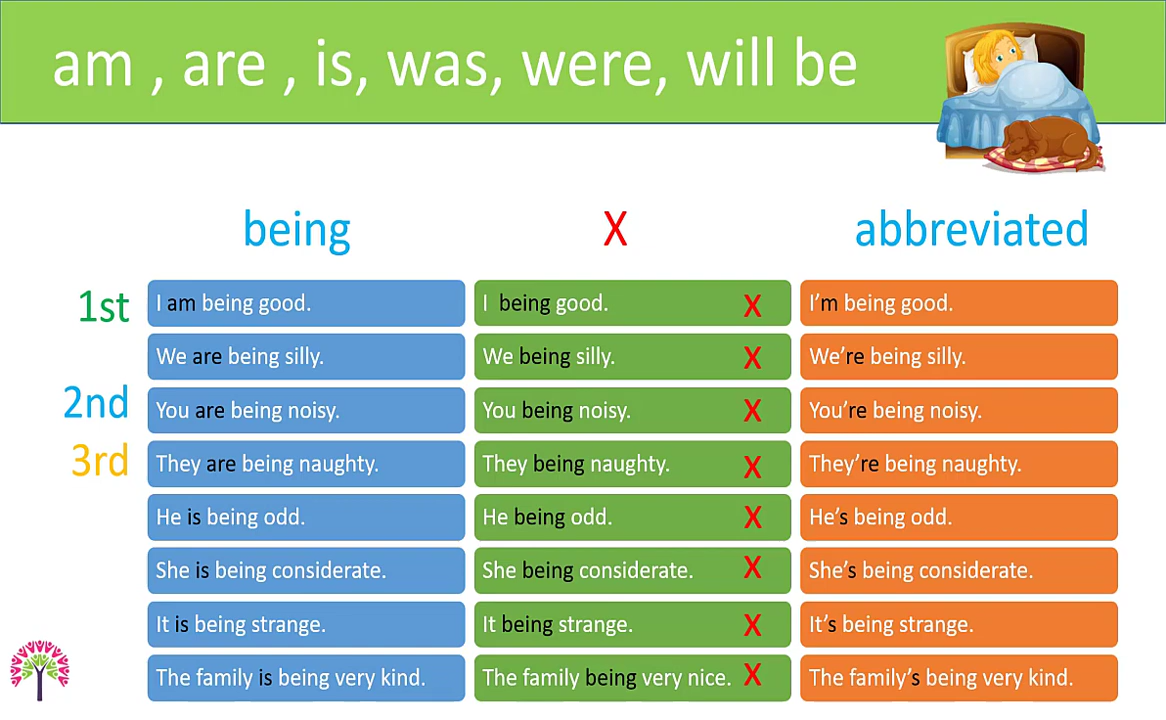 am , are , is, was, were, will be
being X abbreviated
1st I am being good. I being good. X I'm being good.
We are being silly. We being silly. X We're being silly.
2nd You are being noisy. You being noisy. X You're being noisy.
3rd They are being naughty. They being naughty. X They're being naughty.
He is being odd. He being odd. X He's being odd.
She is being considerate. She being considerate. X She's being considerate.
It is being strange. It being strange. X It's being strange.
The family is being very kind. The family being very nice. X The family's being very kind.